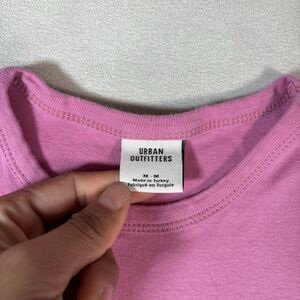 URBAN
OUTFITTERS
M - M
Made in Turkey
Fabriqué en Turquie